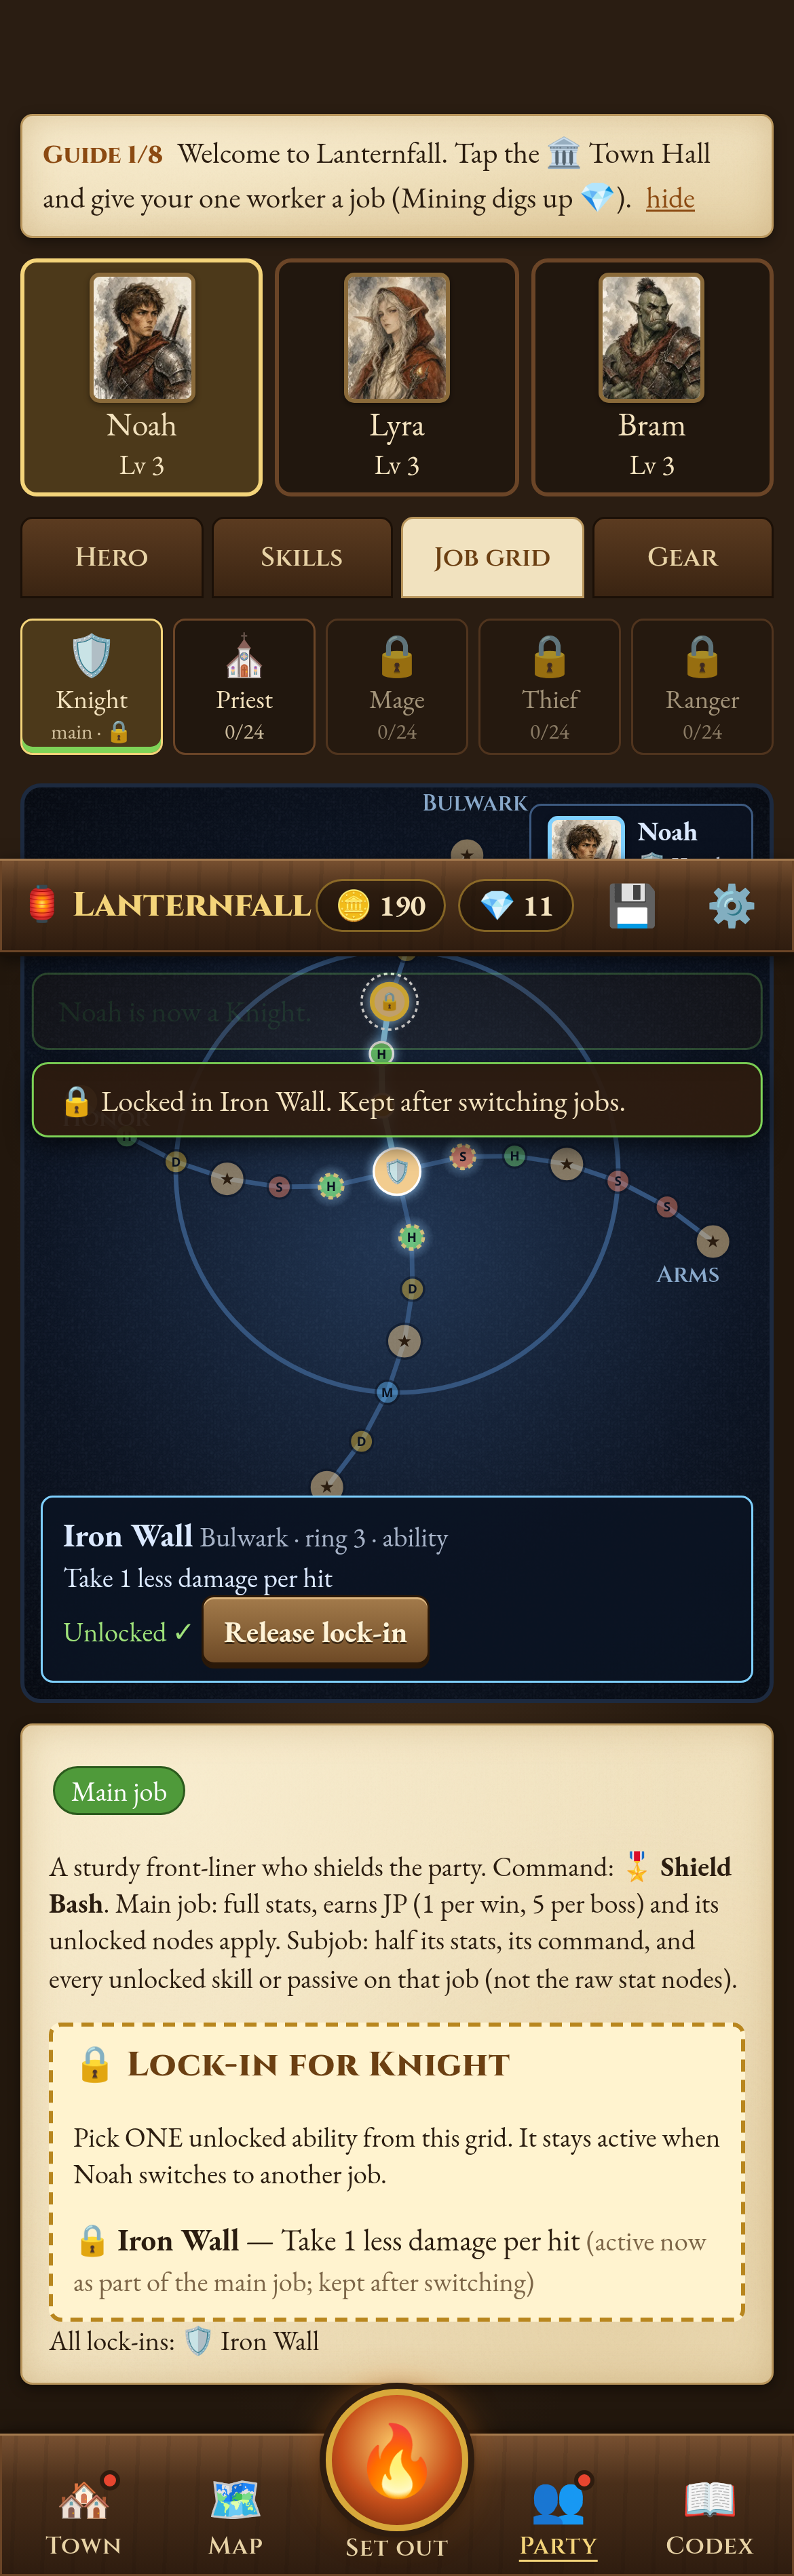 Guide 1/8 Welcome to Lanternfall. Tap the 🏛️ Town Hall
and give your one worker a job (Mining digs up 💎). hide
Noah
Lv 3
Lyra
Lv 3
Bram
Lv 3
Hero
Skills
Job grid
Gear
Knight
main · 🔒
Priest
0/24
Mage
0/24
Thief
0/24
Ranger
0/24
Bulwark
Noah
Lanternfall
190
11
Noah is now a Knight.
H
🔒 Locked in Iron Wall. Kept after switching jobs.
Honor
D
S
H
S
H
S
S
Arms
H
D
M
D
Iron Wall Bulwark · ring 3 · ability
Take 1 less damage per hit
Unlocked ✓ Release lock-in
Main job
A sturdy front-liner who shields the party. Command: 🎖️ Shield
Bash. Main job: full stats, earns JP (1 per win, 5 per boss) and its
unlocked nodes apply. Subjob: half its stats, its command, and
every unlocked skill or passive on that job (not the raw stat nodes).
🔒 Lock-in for Knight
Pick ONE unlocked ability from this grid. It stays active when
Noah switches to another job.
🔒 Iron Wall — Take 1 less damage per hit (active now
as part of the main job; kept after switching)
All lock-ins: 🛡️ Iron Wall
Town
Map
Set out
Party
Codex